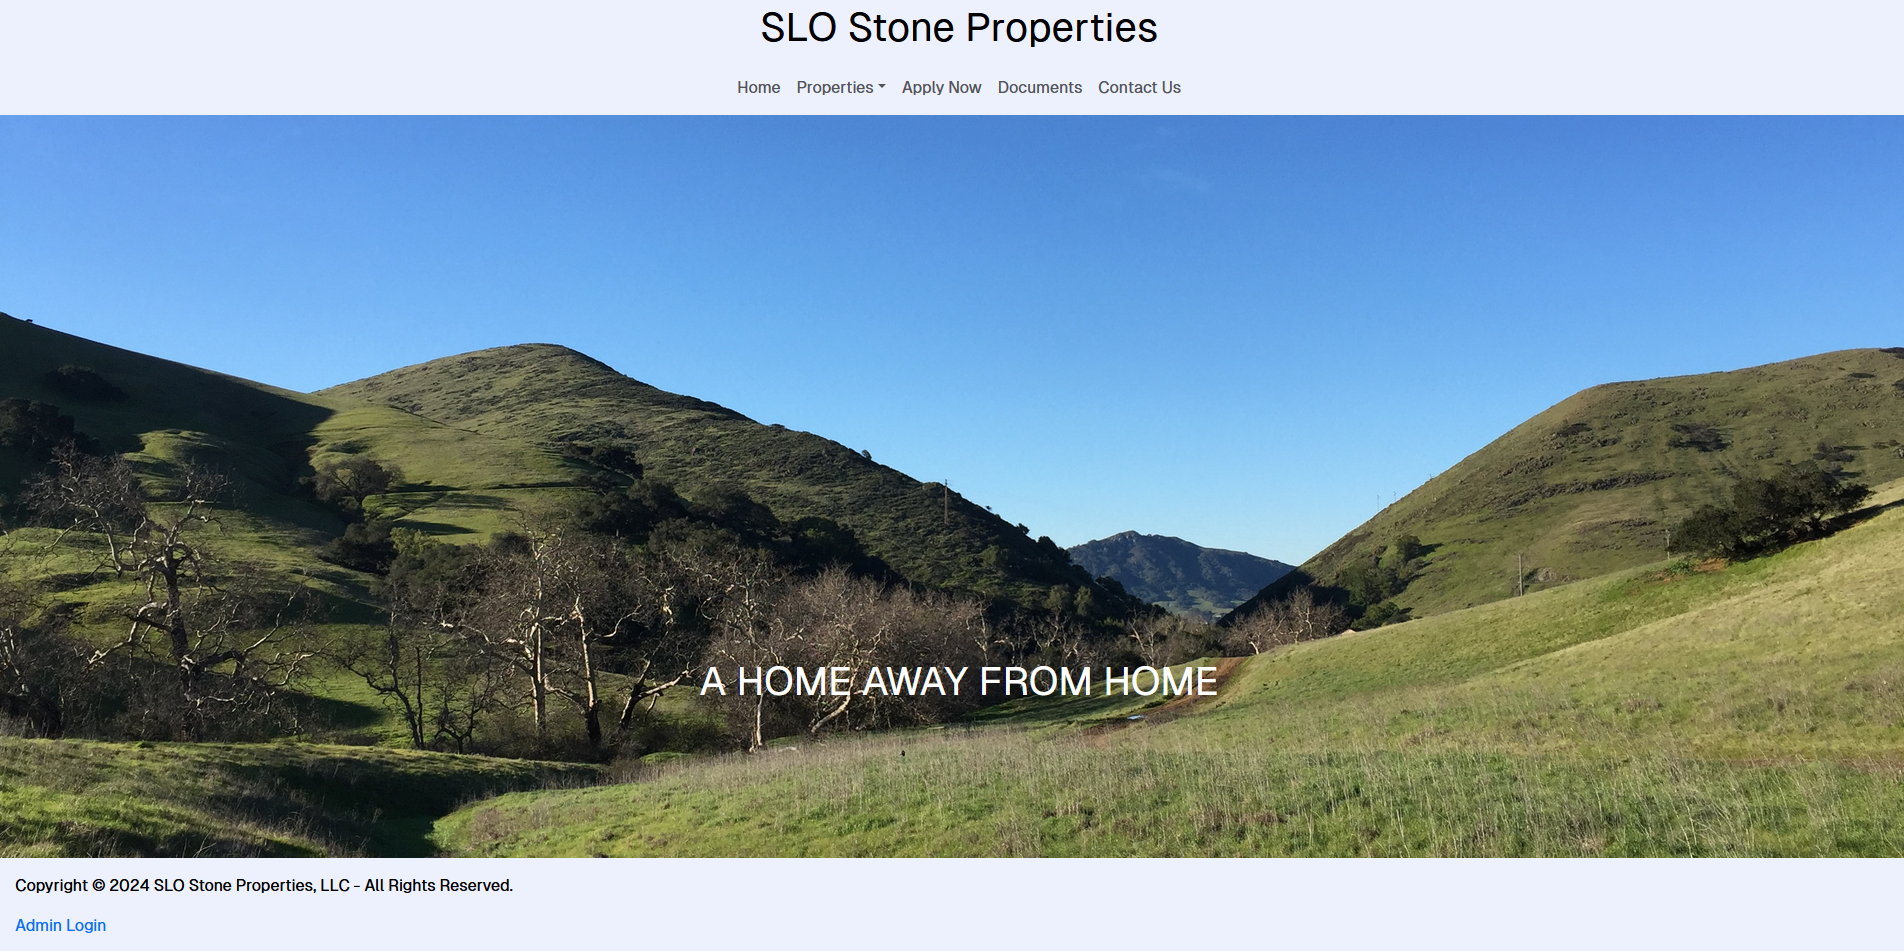 SLO Stone Properties
Home Properties Apply Now Documents Contact Us
A HOME AWAY FROM HOME
Copyright © 2024 SLO Stone Properties, LLC - All Rights Reserved.
Admin Login